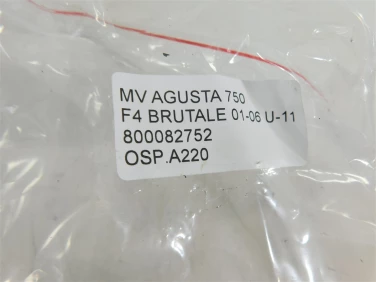 MV AGUSTA 750
F4 BRUTALE 01-06 U-11
800082752
OSP.A220